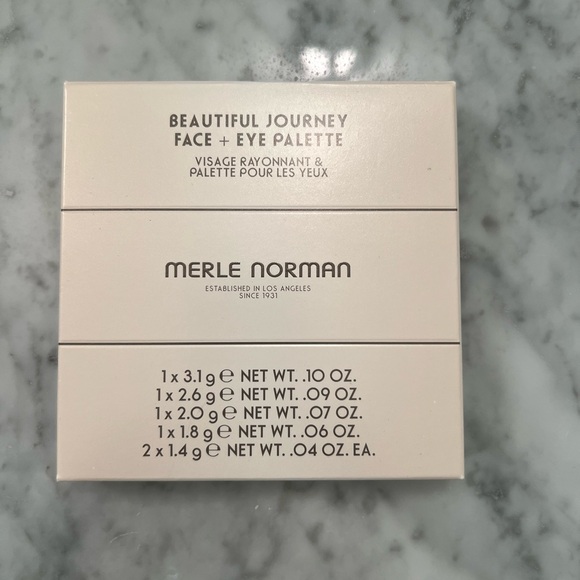 BEAUTIFUL JOURNEY
FACE + EYE PALETTE
VISAGE RAYONNANT &
PALETTE POUR LES YEUX
MERLE NORMAN
ESTABLISHED IN LOS ANGELES
SINCE 1931
1 x 3.1 g ℮ NET WT. .10 OZ.
1 x 2.6 g ℮ NET WT. .09 OZ.
1 x 2.0 g ℮ NET WT. .07 OZ.
1 x 1.8 g ℮ NET WT. .06 OZ.
2 x 1.4 g ℮ NET WT. .04 OZ. EA.